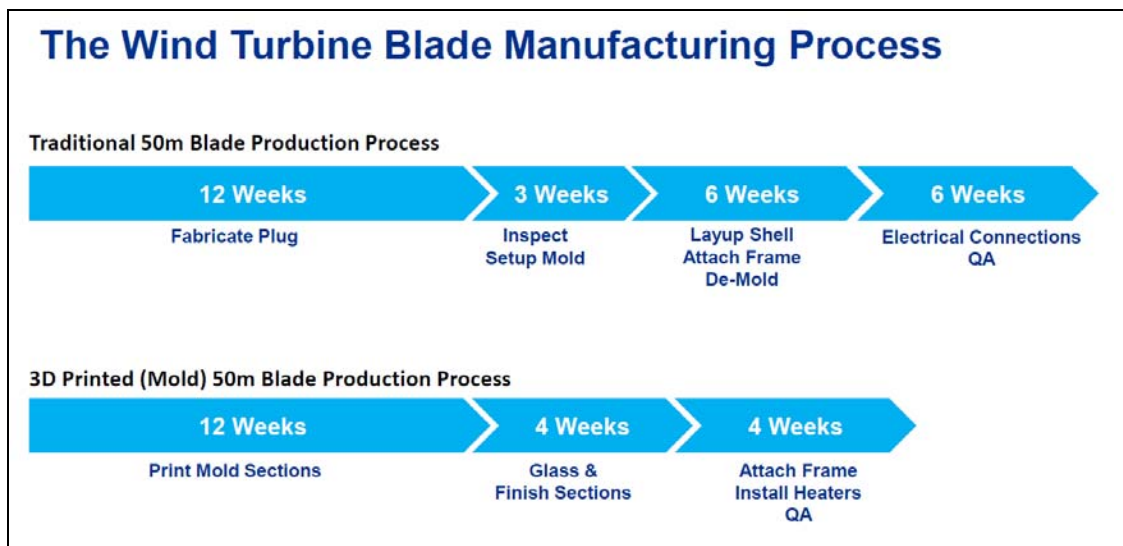 The Wind Turbine Blade Manufacturing Process
Traditional 50m Blade Production Process
12 Weeks
3 Weeks
6 Weeks
6 Weeks
Fabricate Plug
Inspect
Setup Mold
Layup Shell
Attach Frame
De-Mold
Electrical Connections
QA
3D Printed (Mold) 50m Blade Production Process
12 Weeks
4 Weeks
4 Weeks
Print Mold Sections
Glass &
Finish Sections
Attach Frame
Install Heaters
QA